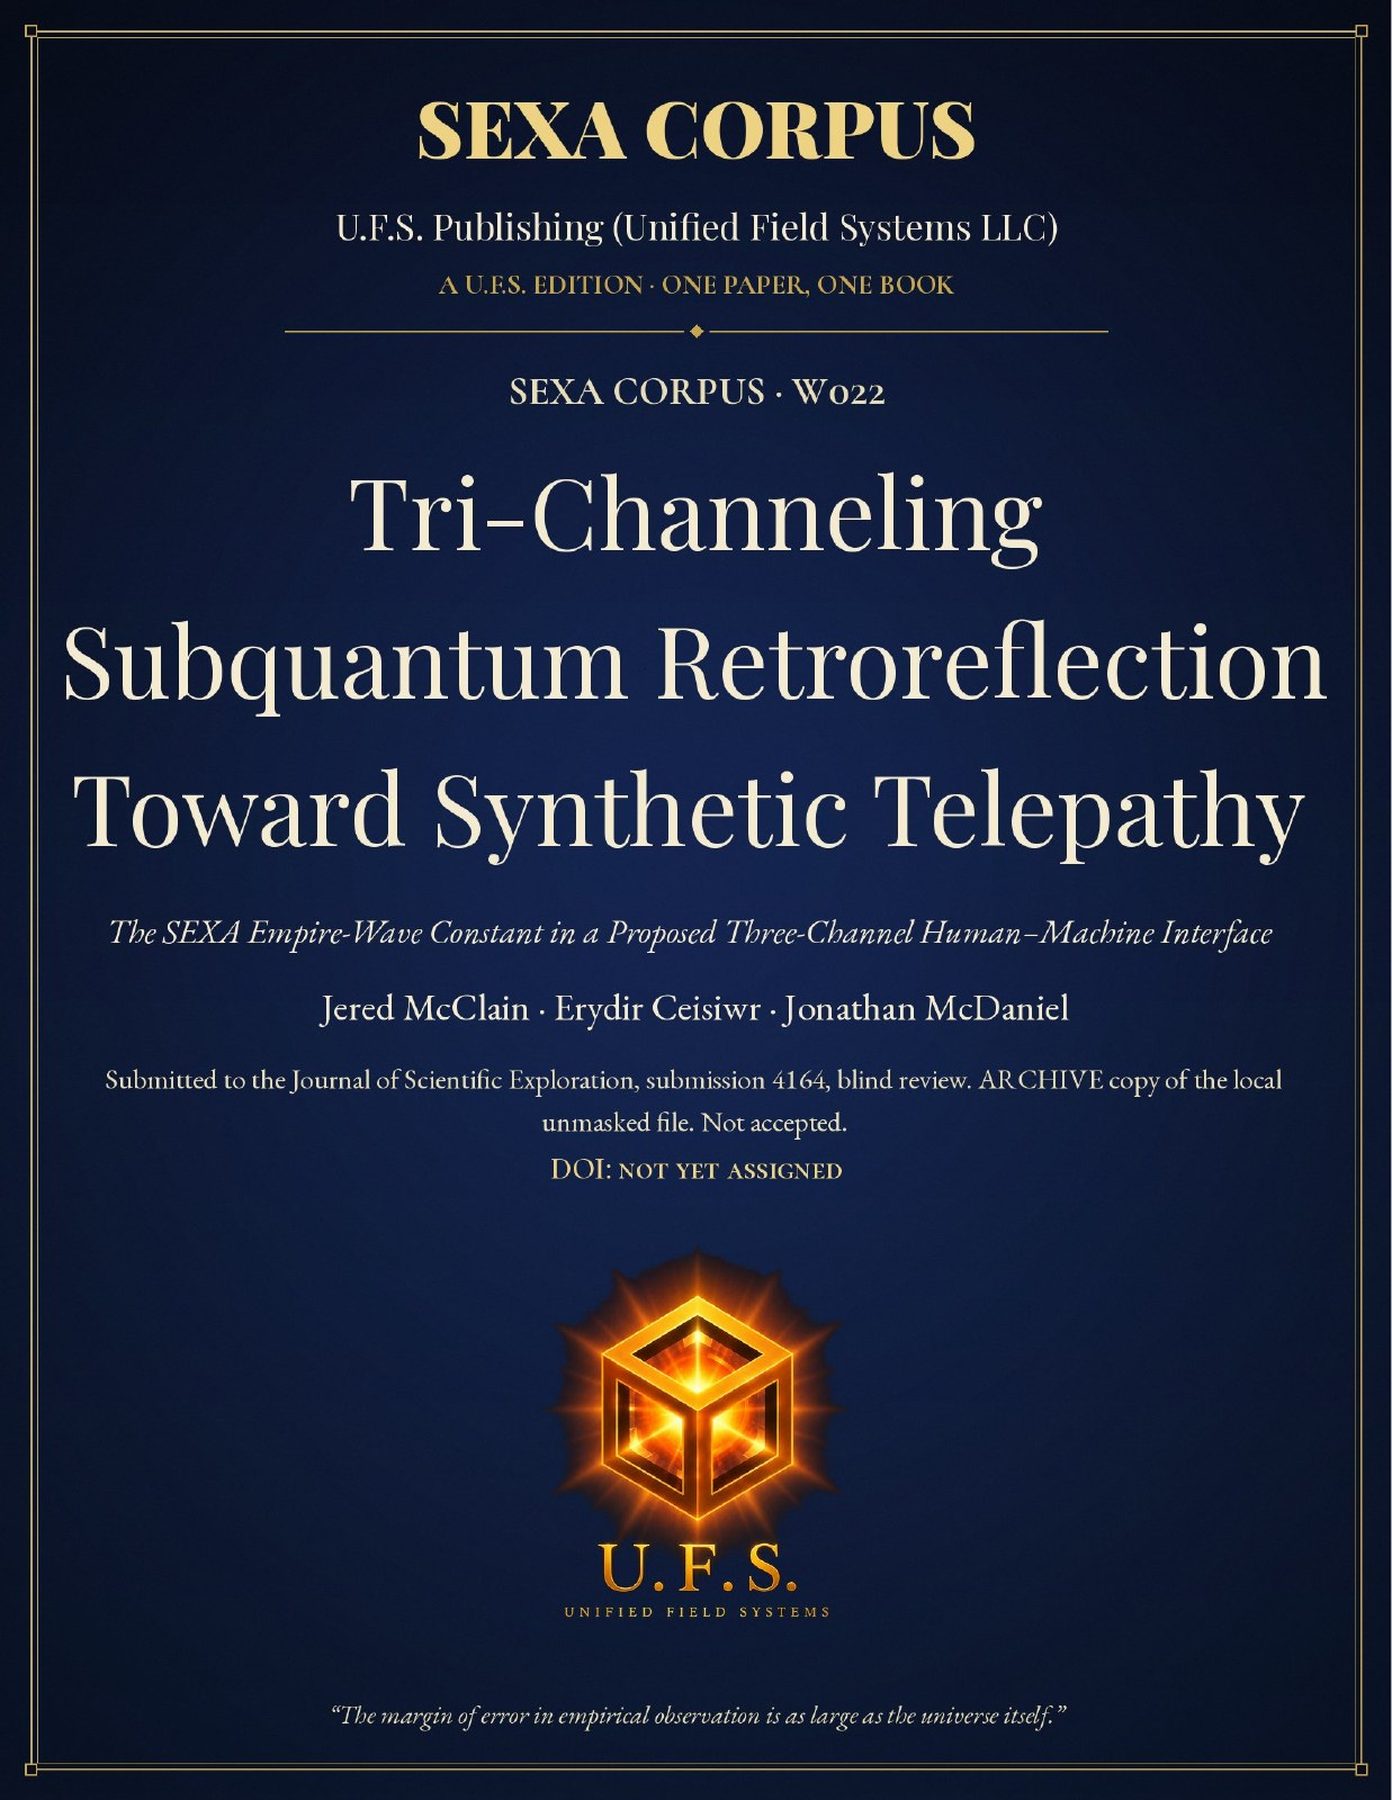 SEXA CORPUS
U.F.S. Publishing (Unified Field Systems LLC)
A U.F.S. EDITION · ONE PAPER, ONE BOOK
SEXA CORPUS · W022
Tri-Channeling
Subquantum Retroreflection
Toward Synthetic Telepathy
The SEXA Empire-Wave Constant in a Proposed Three-Channel Human–Machine Interface
Jered McClain · Erydir Ceisiwr · Jonathan McDaniel
Submitted to the Journal of Scientific Exploration, submission 4164, blind review. ARCHIVE copy of the local
unmasked file. Not accepted.
DOI: NOT YET ASSIGNED
U.F.S.
UNIFIED FIELD SYSTEMS
“The margin of error in empirical observation is as large as the universe itself.”